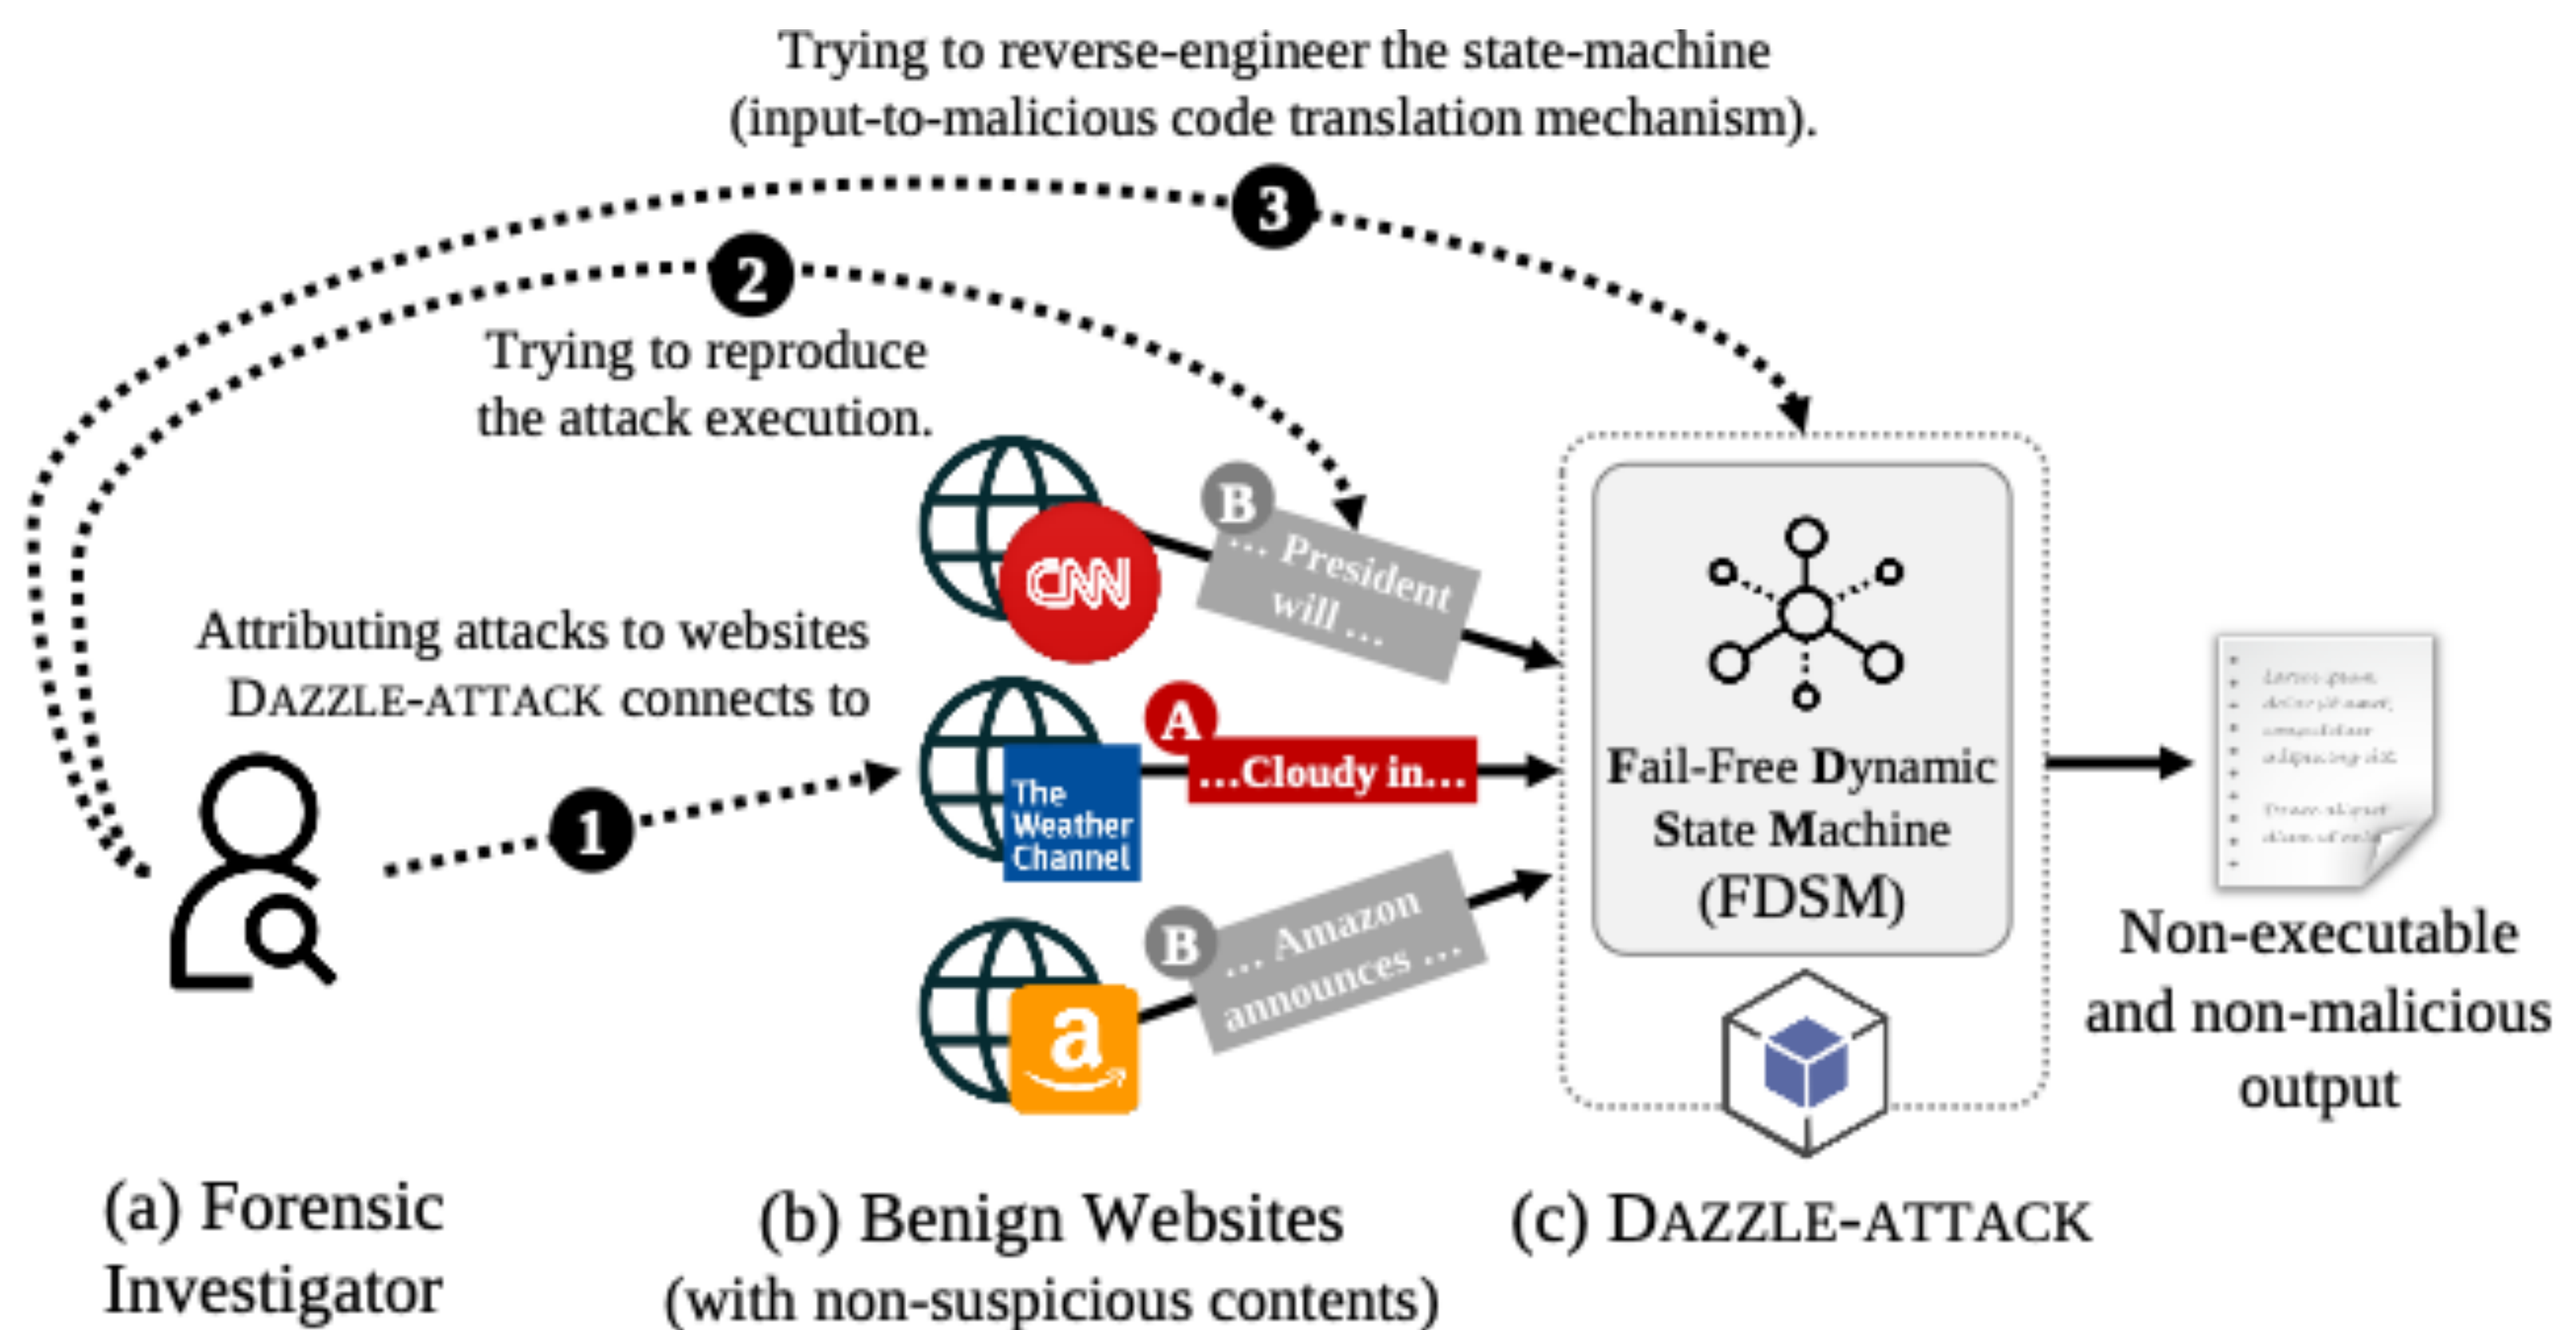 Trying to reverse-engineer the state-machine
(input-to-malicious code translation mechanism).
3
2
Trying to reproduce
the attack execution.
B
... President
will ...
CNN
Attributing attacks to websites
DAZZLE-ATTACK connects to
1
A
...Cloudy in...
The
Weather
Channel
B
... Amazon
announces ...
a
Fail-Free Dynamic
State Machine
(FDSM)
Non-executable
and non-malicious
output
(a) Forensic
Investigator
(b) Benign Websites
(with non-suspicious contents)
(c) DAZZLE-ATTACK